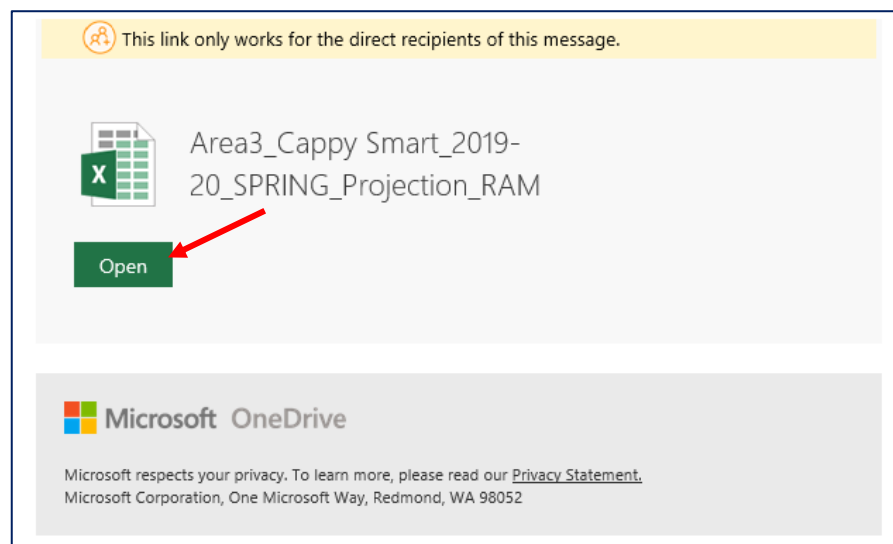 This link only works for the direct recipients of this message.
Area3_Cappy Smart_2019-
X
20_SPRING_Projection_RAM
Open
Microsoft OneDrive
Microsoft respects your privacy. To learn more, please read our Privacy Statement.
Microsoft Corporation, One Microsoft Way, Redmond, WA 98052